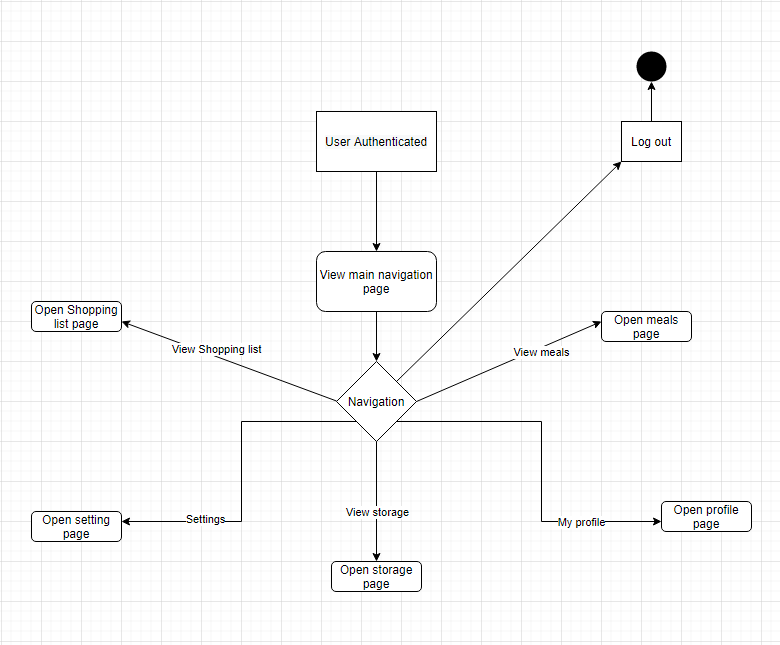 User Authenticated
Log out
View main navigation
page
Open Shopping
list page
Open meals
page
View Shopping list
View meals
Navigation
Settings
View storage
My profile
Open setting
page
Open profile
page
Open storage
page